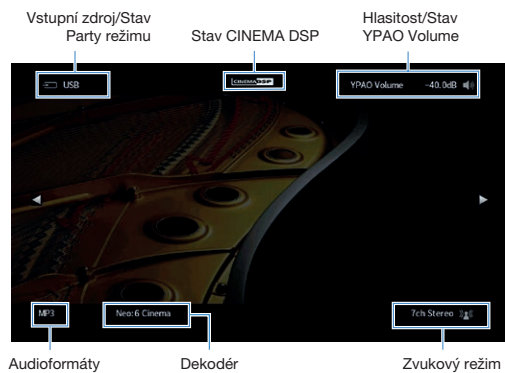 Vstupní zdroj/Stav
Party režimu
Stav CINEMA DSP
Hlasitost/Stav
YPAO Volume
USB
CINEMA DSP
YPAO Volume -40.0dB
MP3
Neo:6 Cinema
7ch Stereo
Audioformáty
Dekodér
Zvukový režim